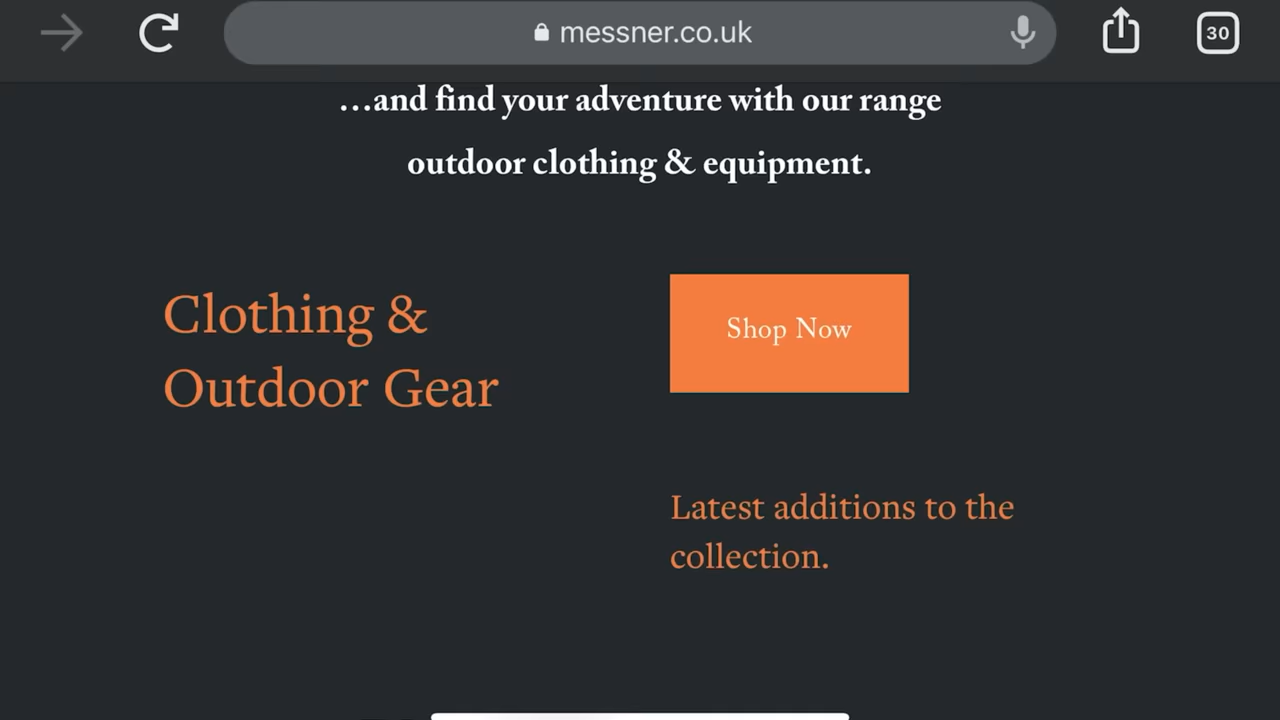 messner.co.uk
30
…and find your adventure with our range
outdoor clothing & equipment.
Clothing &
Outdoor Gear
Shop Now
Latest additions to the
collection.